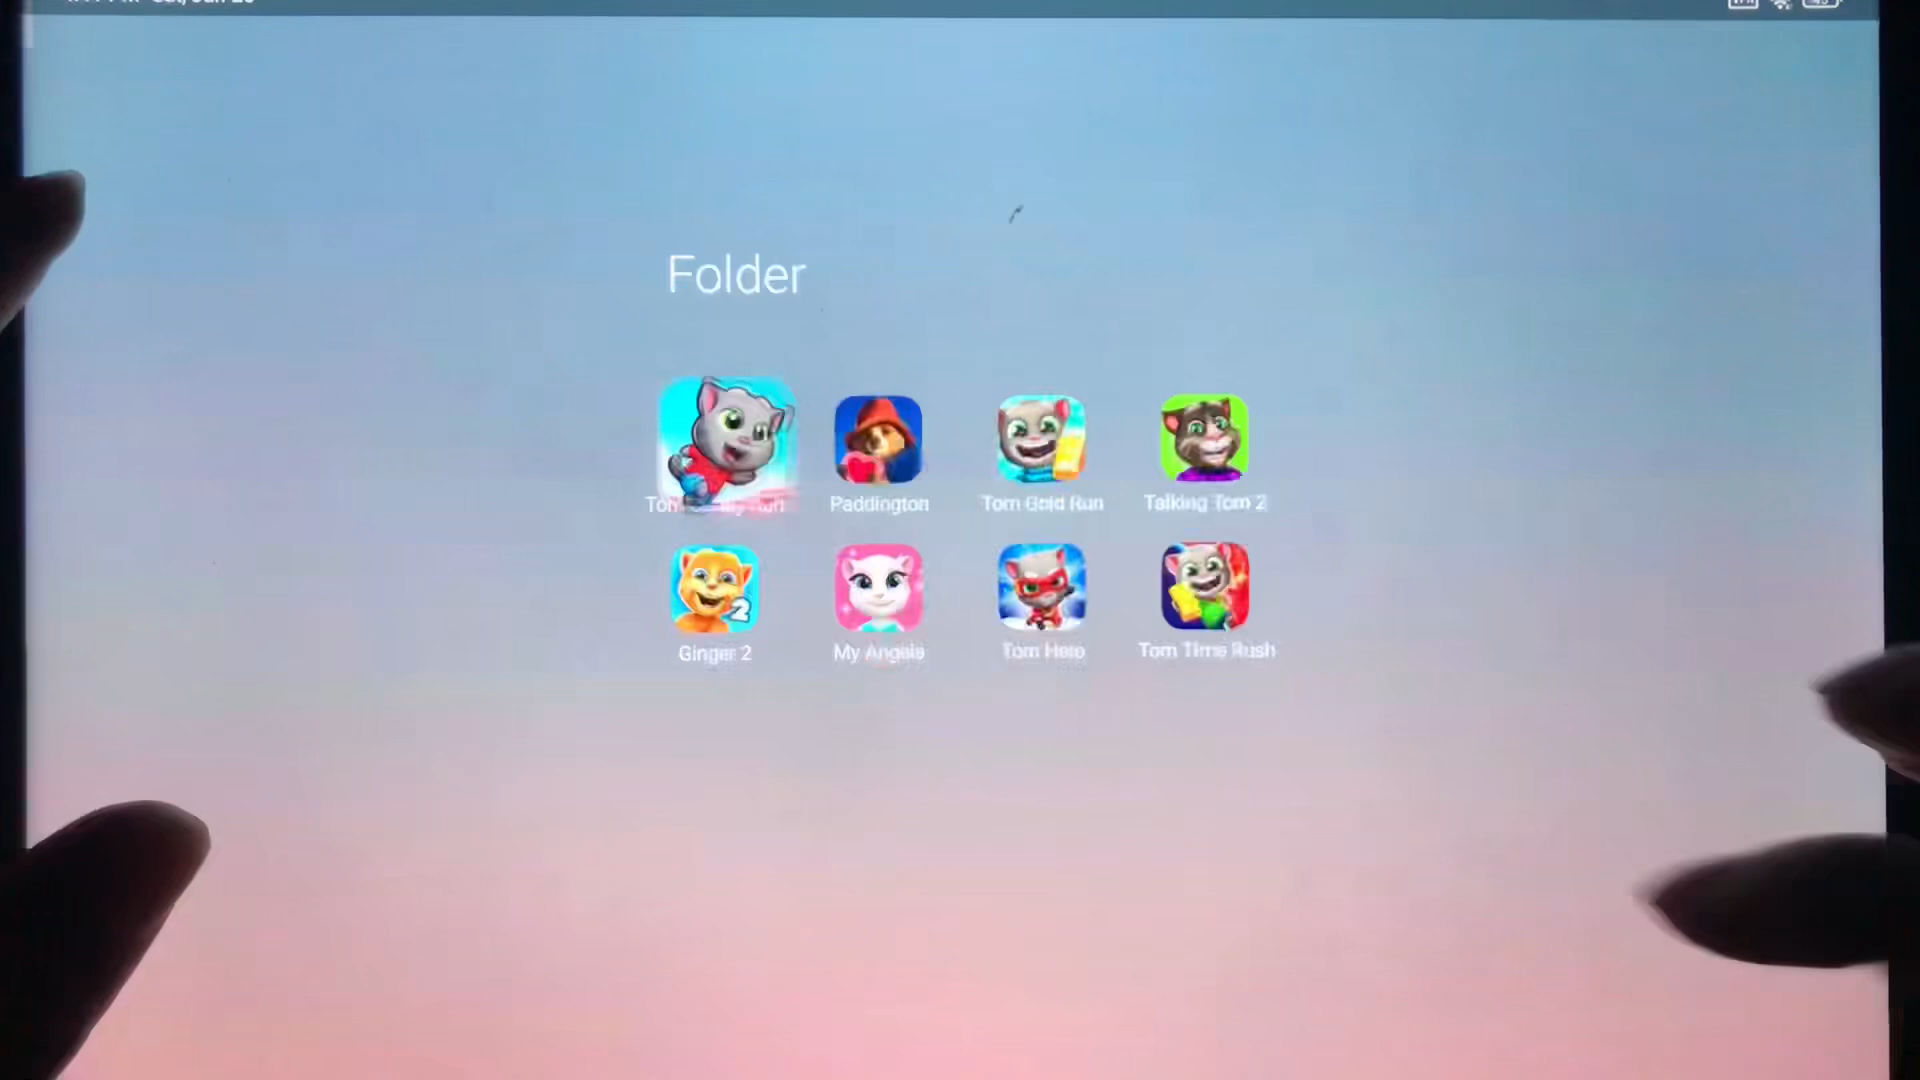 Folder
Paddington
Tom Gold Run
Talking Tom 2
Ginger 2
My Angela
Tom Hero
Tom Time Rush